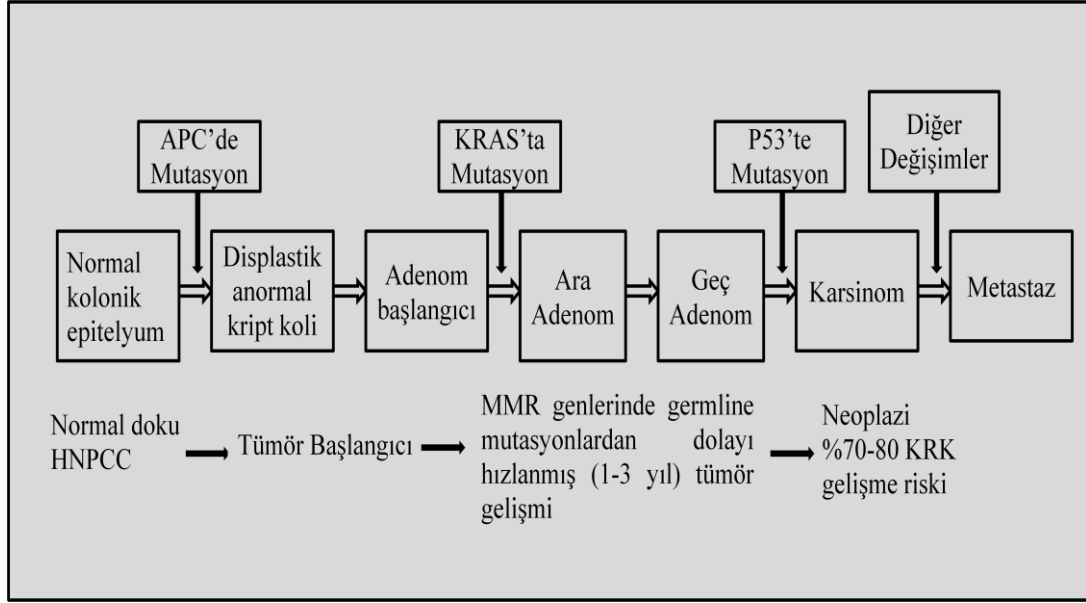 APC’de
Mutasyon
KRAS’ta
Mutasyon
P53’te
Mutasyon
Diğer
Değişimler
Normal
kolonik
epitelyum
Displastik
anormal
kript koli
Adenom
başlangıcı
Ara
Adenom
Geç
Adenom
Karsinom
Metastaz
Normal doku
HNPCC
Tümör Başlangıcı
MMR genlerinde germline
mutasyonlardan dolayı
hızlanmış (1-3 yıl) tümör
gelişmi
Neoplazi
%70-80 KRK
gelişme riski